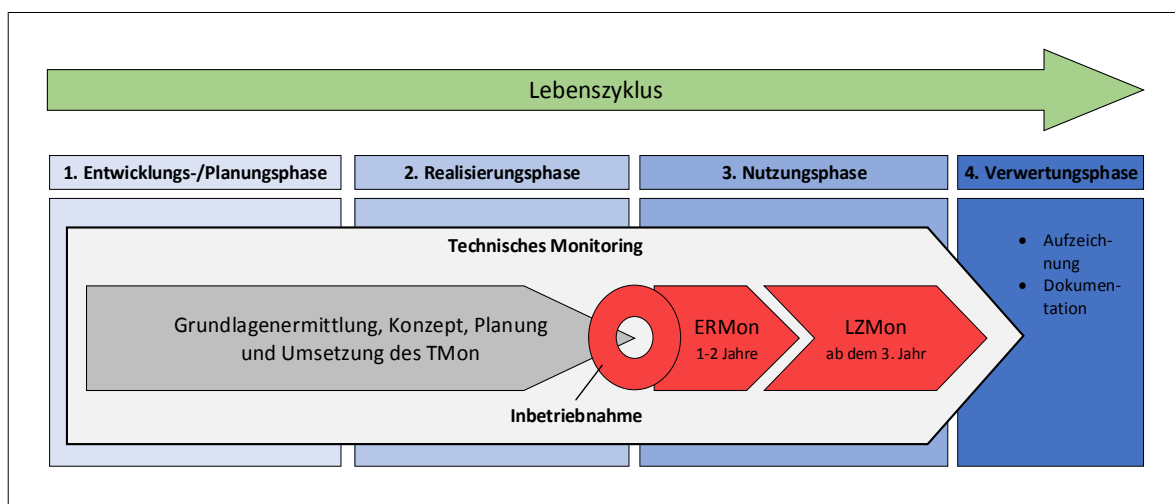 Lebenszyklus
1. Entwicklungs-/Planungsphase
2. Realisierungsphase
3. Nutzungsphase
4. Verwertungsphase
Technisches Monitoring
Grundlagenermittlung, Konzept, Planung
und Umsetzung des TMon
ERMon
1-2 Jahre
LZMon
ab dem 3. Jahr
Inbetriebnahme
• Aufzeich-
nung
• Dokumen-
tation